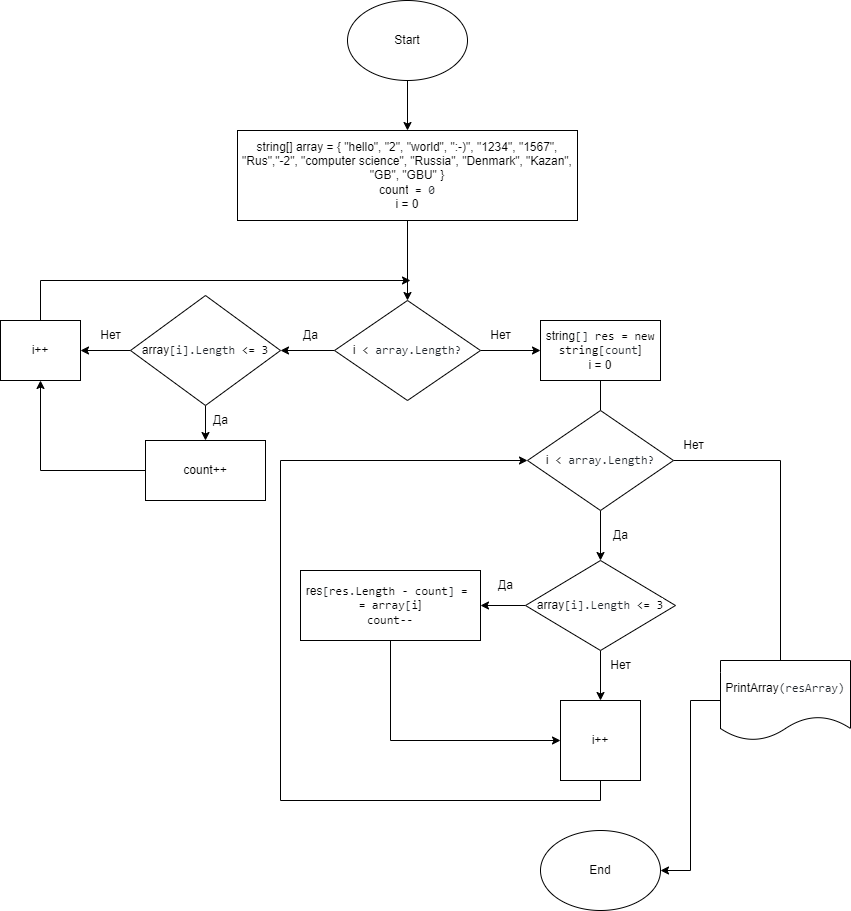 Start
string[] array = { "hello", "2", "world", ":-)", "1234", "1567",
"Rus","-2", "computer science", "Russia", "Denmark", "Kazan",
"GB", "GBU" }
count = 0
i = 0
i++
Нет
array[i].Length <= 3
Да
i < array.Length?
Нет
string[] res = new
string[count]
i = 0
Да
count++
i < array.Length?
Нет
Да
res[res.Length - count] =
= array[i]
count--
Да
array[i].Length <= 3
Нет
PrintArray(resArray)
i++
End